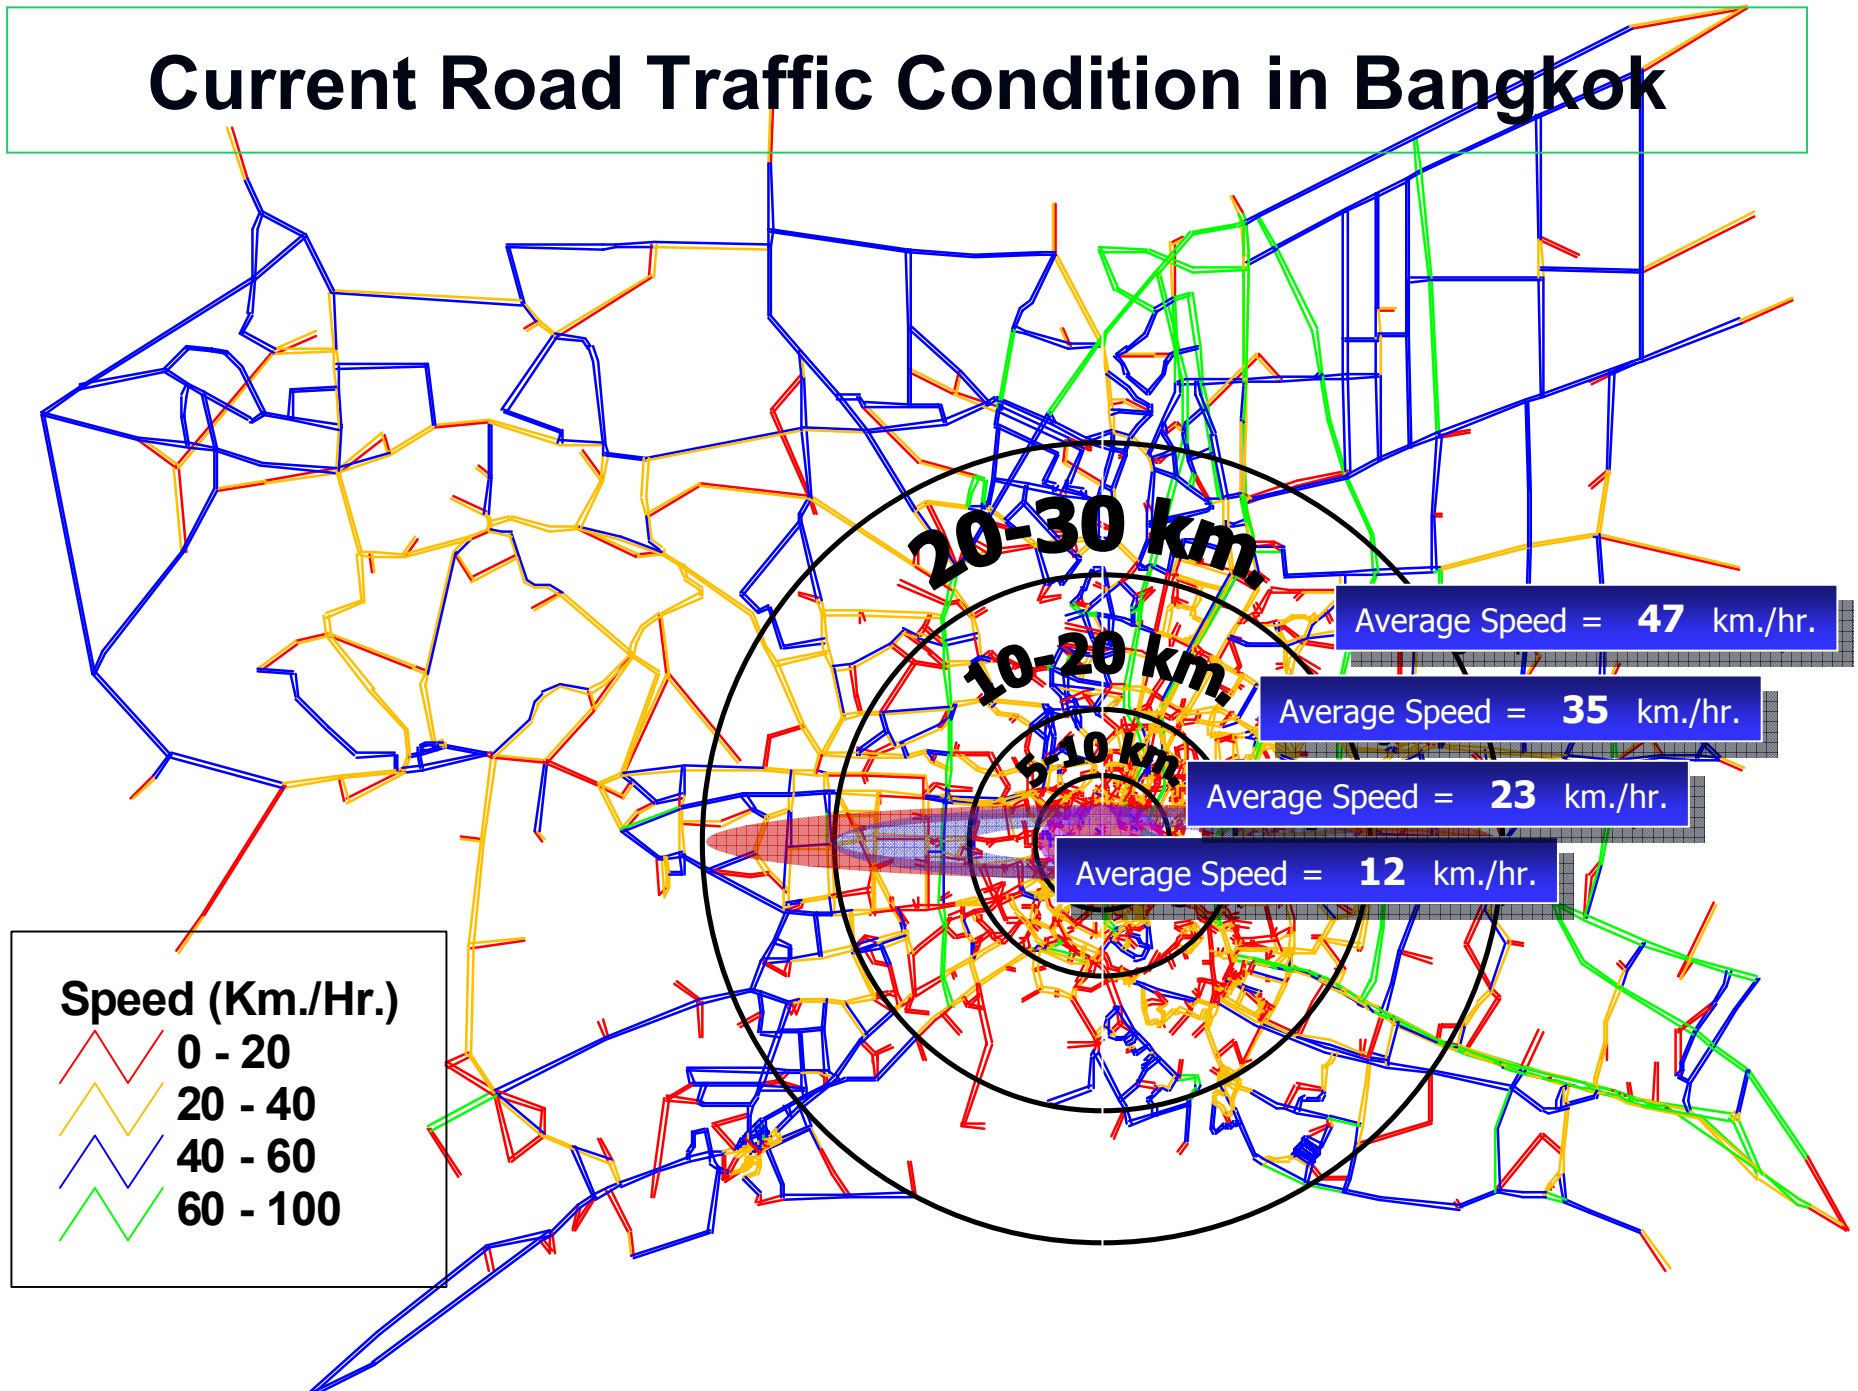 Current Road Traffic Condition in Bangkok
20-30 km.
10-20 km.
5-10 km.
Average Speed = 47 km./hr.
Average Speed = 35 km./hr.
Average Speed = 23 km./hr.
Average Speed = 12 km./hr.
Speed (Km./Hr.)
0 - 20
20 - 40
40 - 60
60 - 100